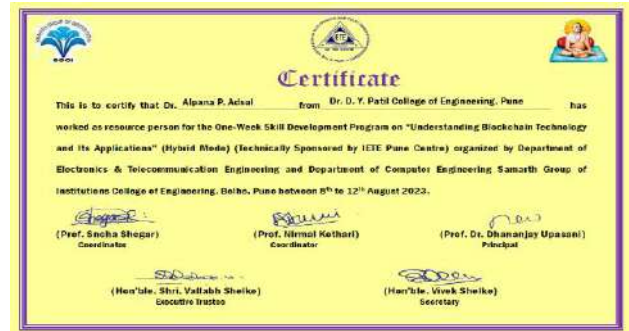 Certificate
This is to certify that Dr. Alpana P. Adsul from Dr. D. Y. Patil College of Engineering, Pune has
worked as resource person for the One-Week Skill Development Program on "Understanding Blockchain Technology
and Its Applications" (Hybrid Mode) (Technically Sponsored by IETE Pune Centre) organized by Department of
Electronics & Telecommunication Engineering and Department of Computer Engineering Samarth Group of
Institutions College of Engineering, Belhe, Pune between 8th to 12th August 2023.
(Prof. Sneha Shegar) (Prof. Nirmal Kothari) (Prof. Dr. Dhananjay Upasani)
Coordinator Coordinator Principal
(Hon'ble. Shri. Vallabh Shelke) (Hon'ble. Vivek Shelke)
Executive Trustee Secretary